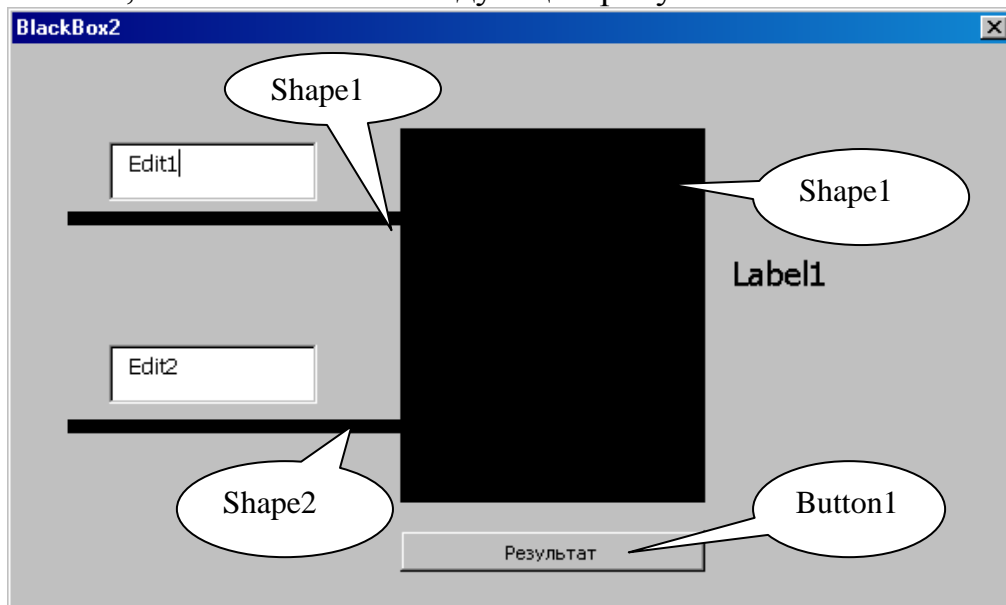 BlackBox2
Shape1
Edit1
Shape1
Label1
Edit2
Shape2
Button1
Результат